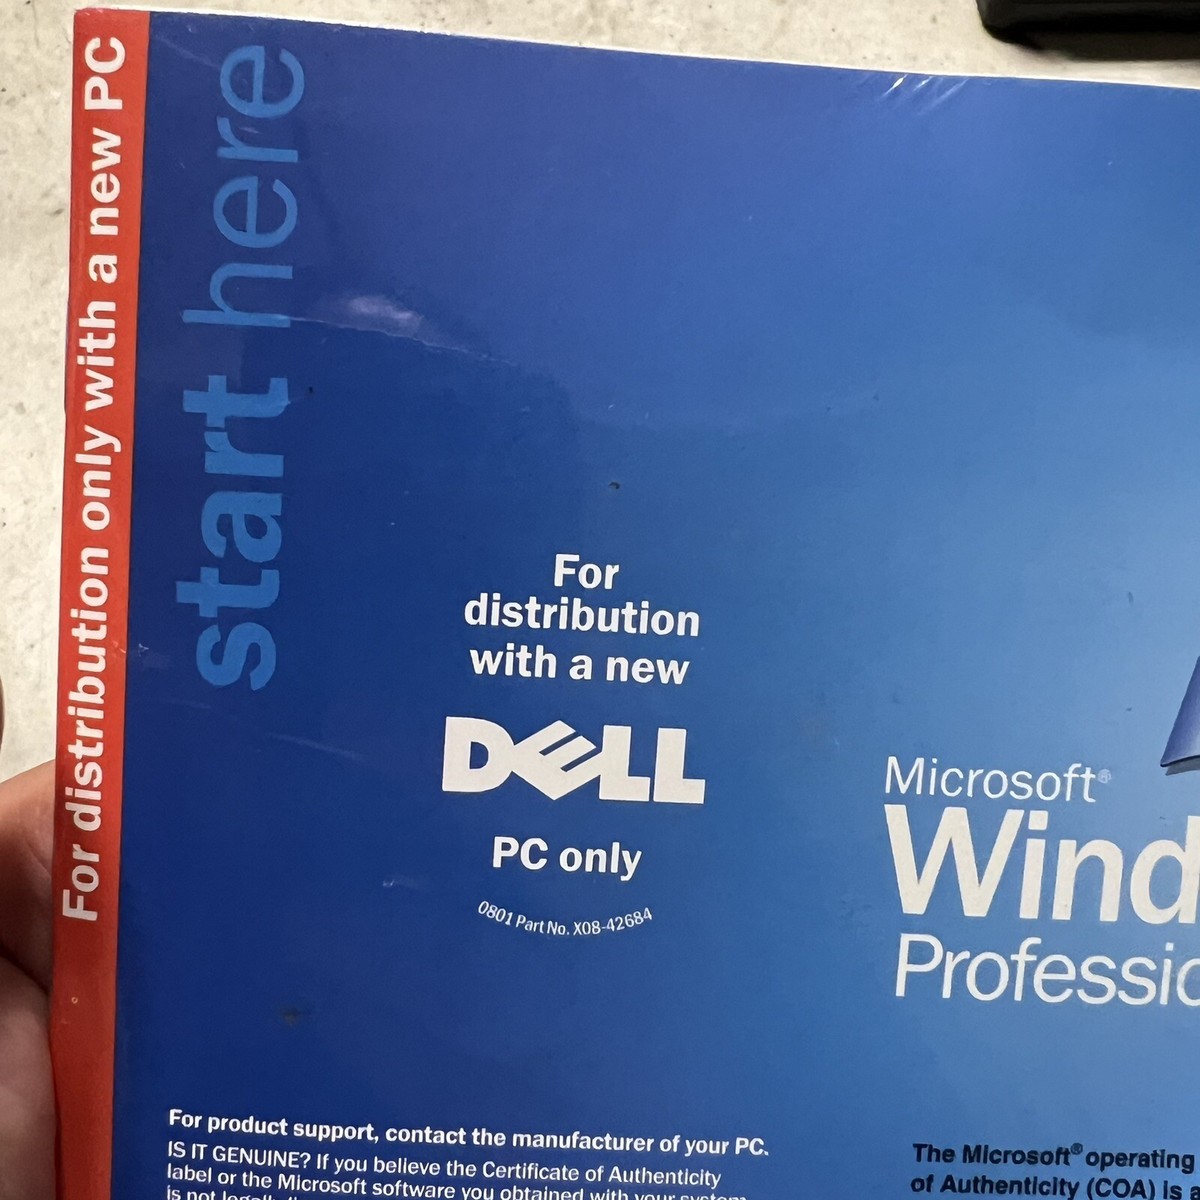 For distribution only with a new PC
start here
For
distribution
with a new
DELL
PC only
0801 Part No. X08-42684
Microsoft®
Wind
Professio
For product support, contact the manufacturer of your PC.
IS IT GENUINE? If you believe the Certificate of Authenticity
label or the Microsoft software you obtained with your system
is not
The Microsoft® operating
of Authenticity (COA) is a